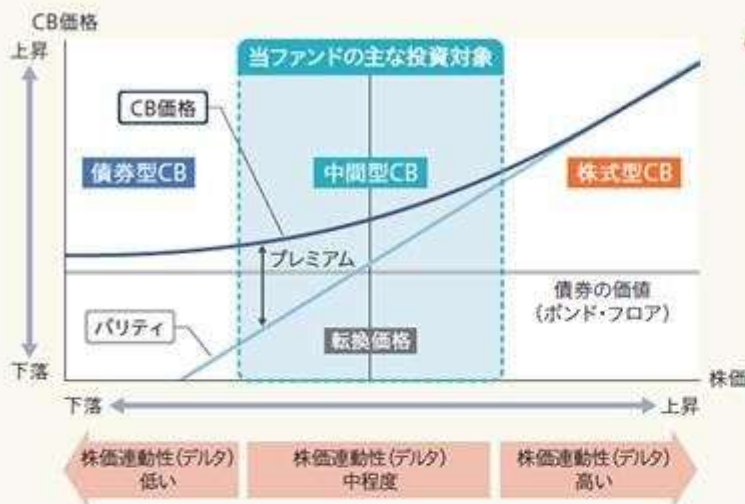 CB価格
上昇
当ファンドの主な投資対象
CB価格
債券型CB
中間型CB
株式型CB
プレミアム
債券の価値
(ボンド・フロア)
パリティ
転換価格
下落
株価
下落
上昇
株価連動性(デルタ)
低い
株価連動性(デルタ)
中程度
株価連動性(デルタ)
高い